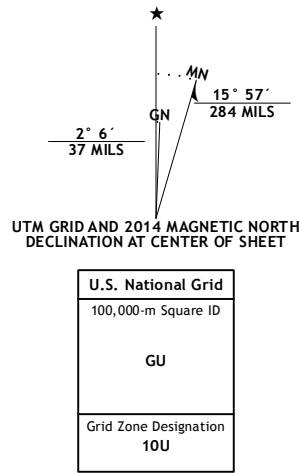 ★
MN
GN
15° 57´
284 MILS
2° 6´
37 MILS
UTM GRID AND 2014 MAGNETIC NORTH
DECLINATION AT CENTER OF SHEET
U.S. National Grid
100,000-m Square ID
GU
Grid Zone Designation
10U